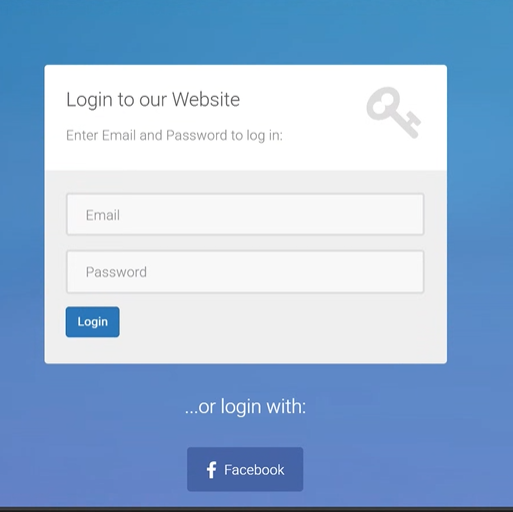 Login to our Website
Enter Email and Password to log in:
Email
Password
Login
...or login with:
Facebook